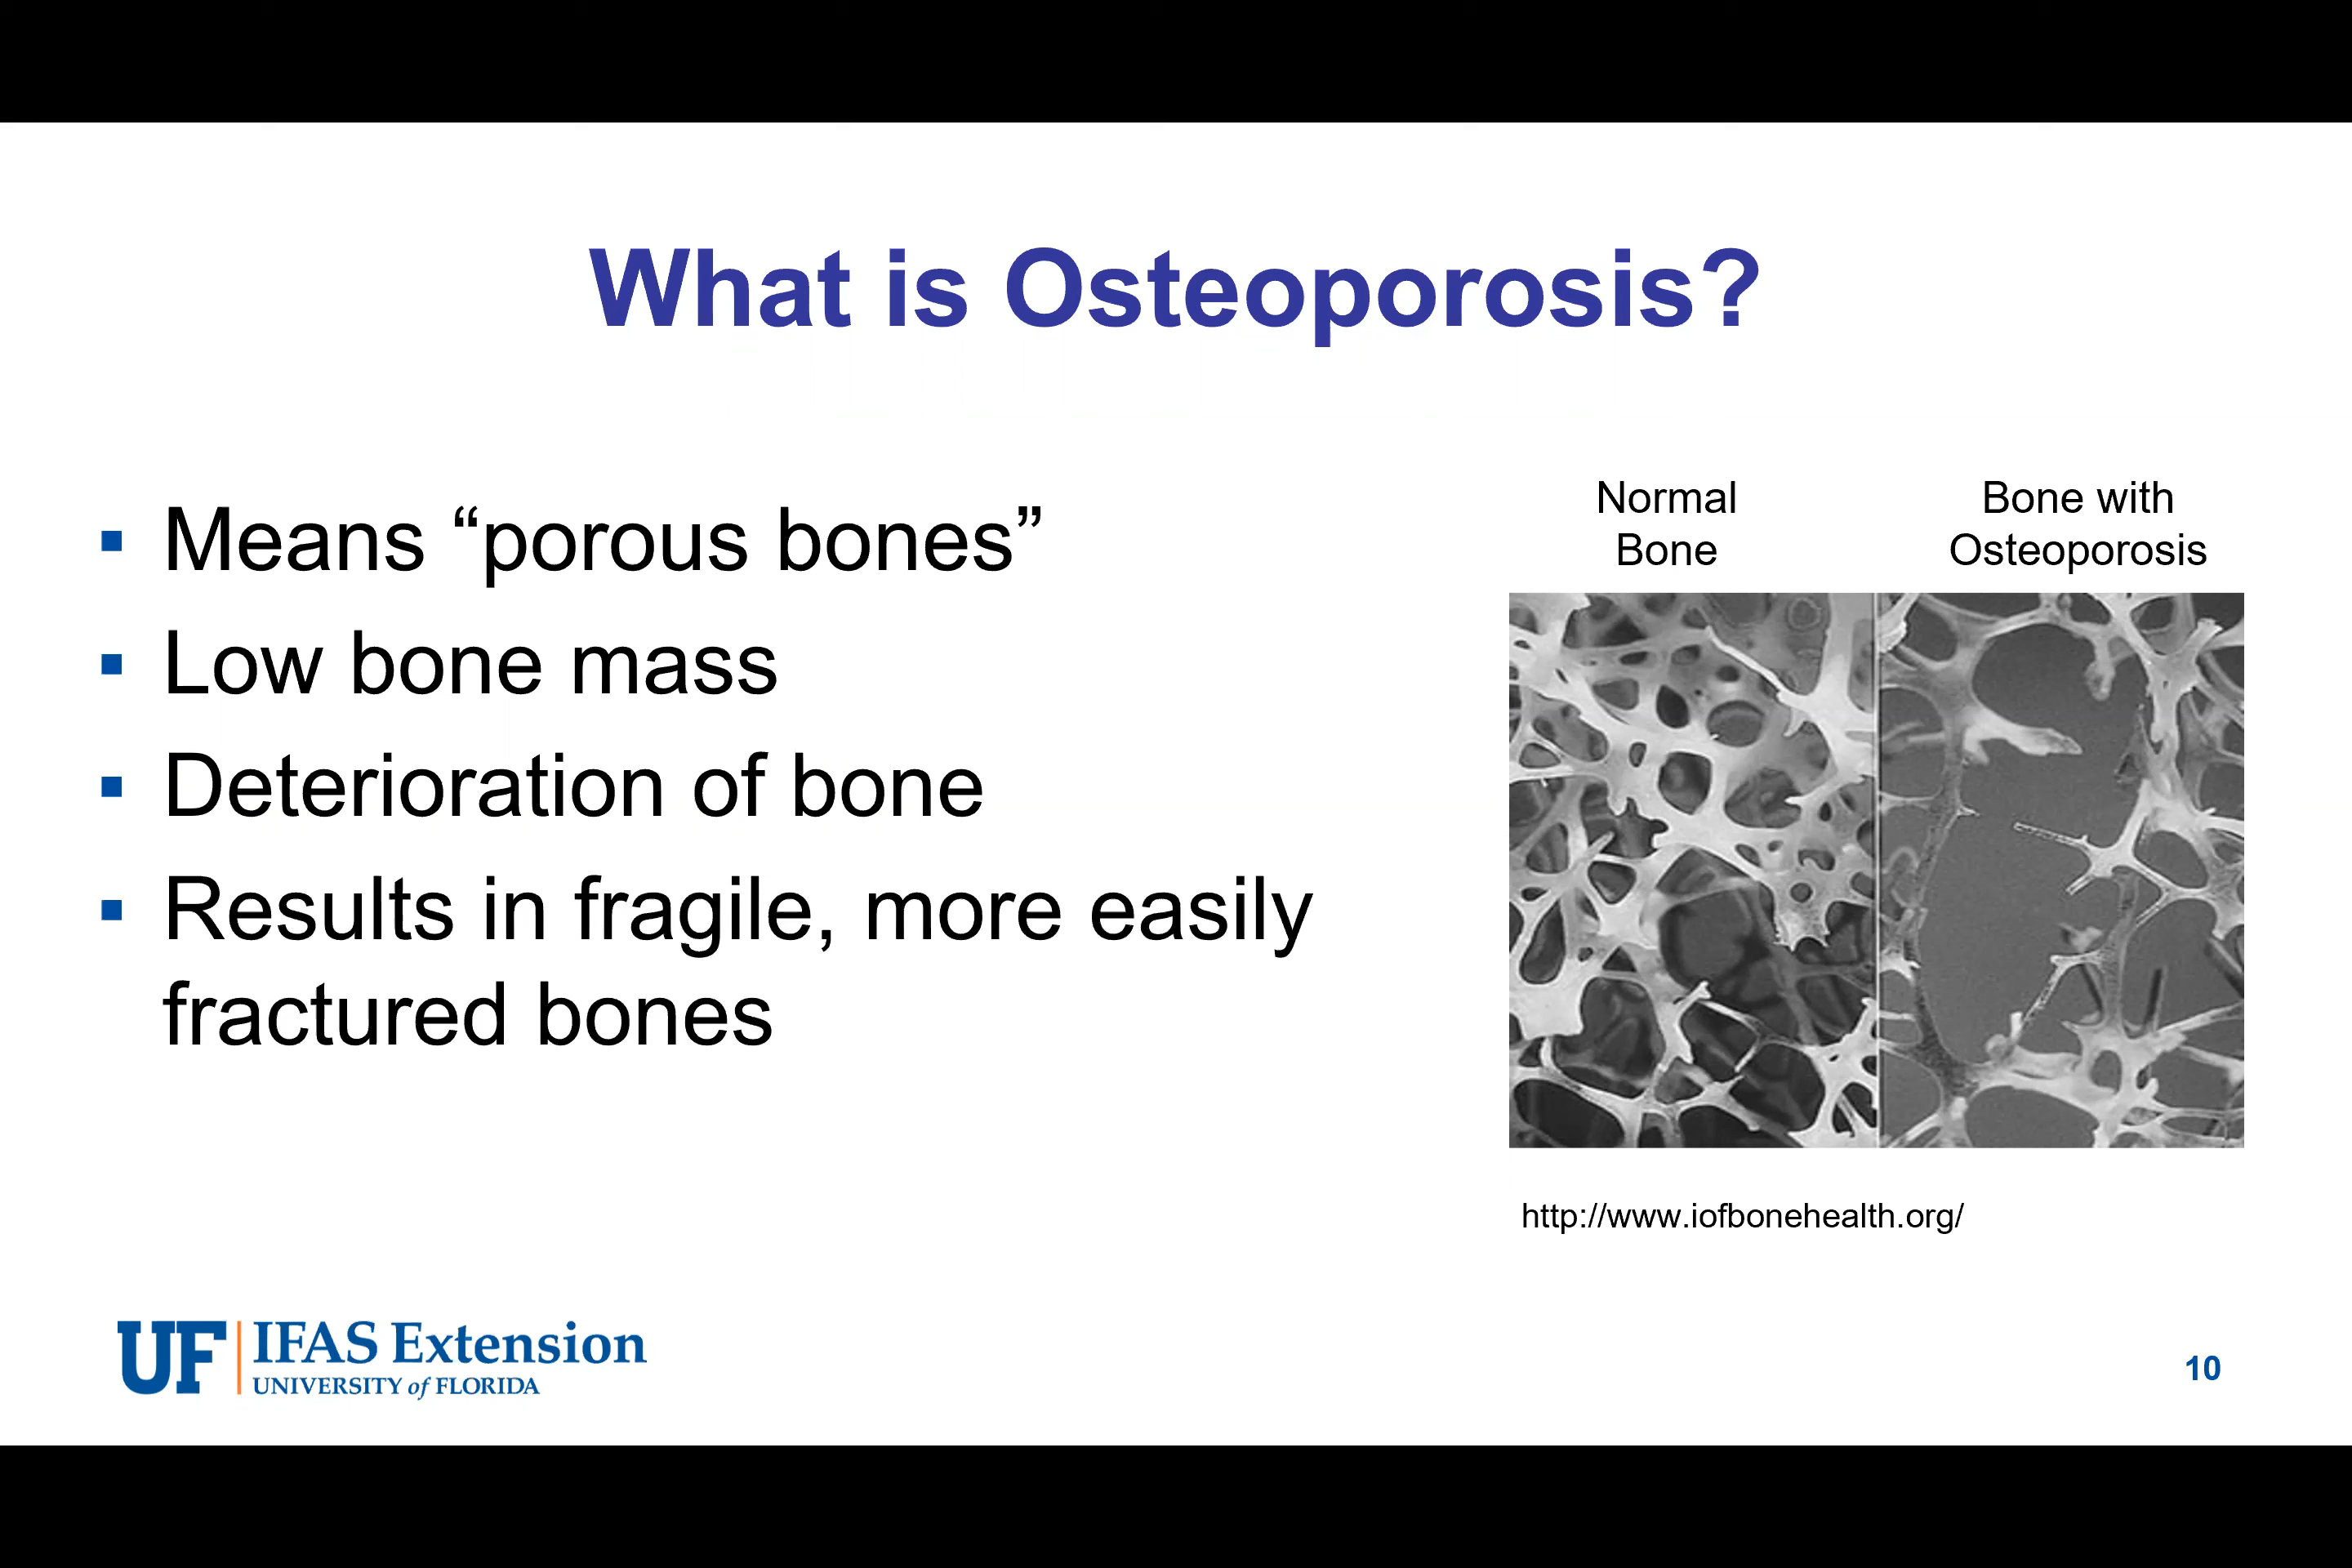 What is Osteoporosis?
▪ Means “porous bones”
▪ Low bone mass
▪ Deterioration of bone
▪ Results in fragile, more easily
fractured bones
Normal
Bone
Bone with
Osteoporosis
http://www.iofbonehealth.org/
UF IFAS Extension
UNIVERSITY of FLORIDA
10